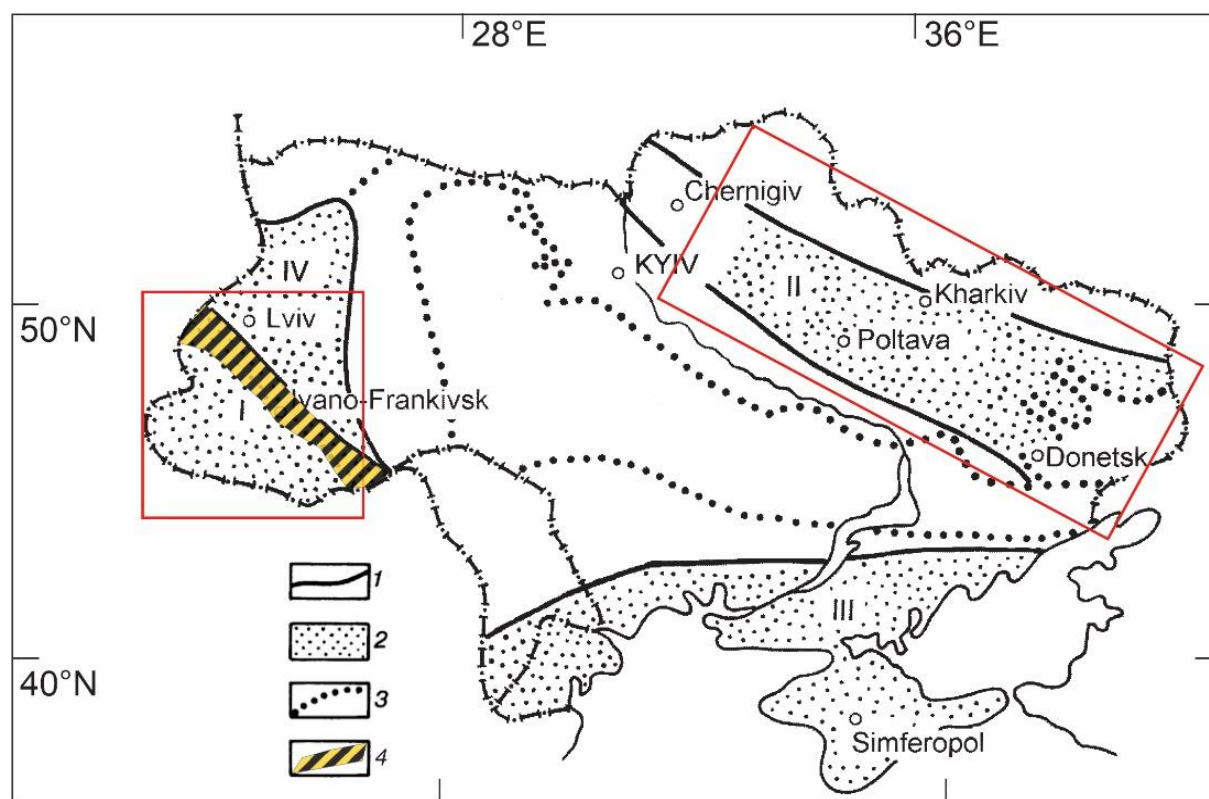 28°E
36°E
Chernigiv
KYIV
IV
II
Kharkiv
50°N
Lviv
Poltava
I
Ivano-Frankivsk
Donetsk
1
III
2
40°N
3
Simferopol
4